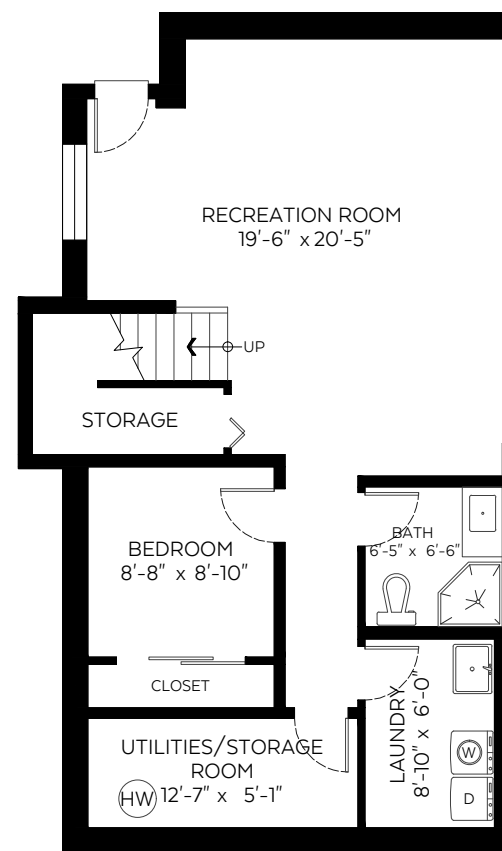 RECREATION ROOM
19'-6" x 20'-5"
UP
STORAGE
BEDROOM
8'-8" x 8'-10"
BATH
6'-5" x 6'-6"
CLOSET
LAUNDRY
8'-10" x 6'-0"
UTILITIES/STORAGE
ROOM
12'-7" x 5'-1"
HW
W
D